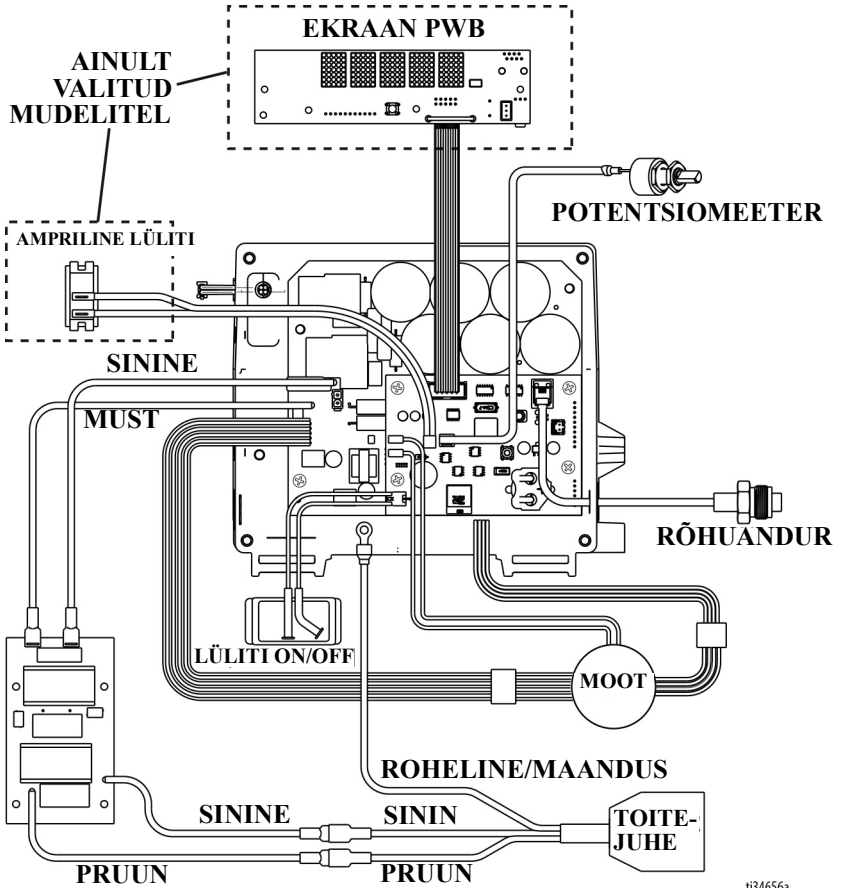 EKRAAN PWB
AINULT
VALITUD
MUDELITEL
POTENTSIOMEETER
AMPRILINE LÜLITI
SININE
MUST
RÕHUANDUR
LÜLITI ON/OFF
MOOT
ROHELINE/MAANDUS
SININE
SININ
TOITE-
JUHE
PRUUN
PRUUN
ti34656a